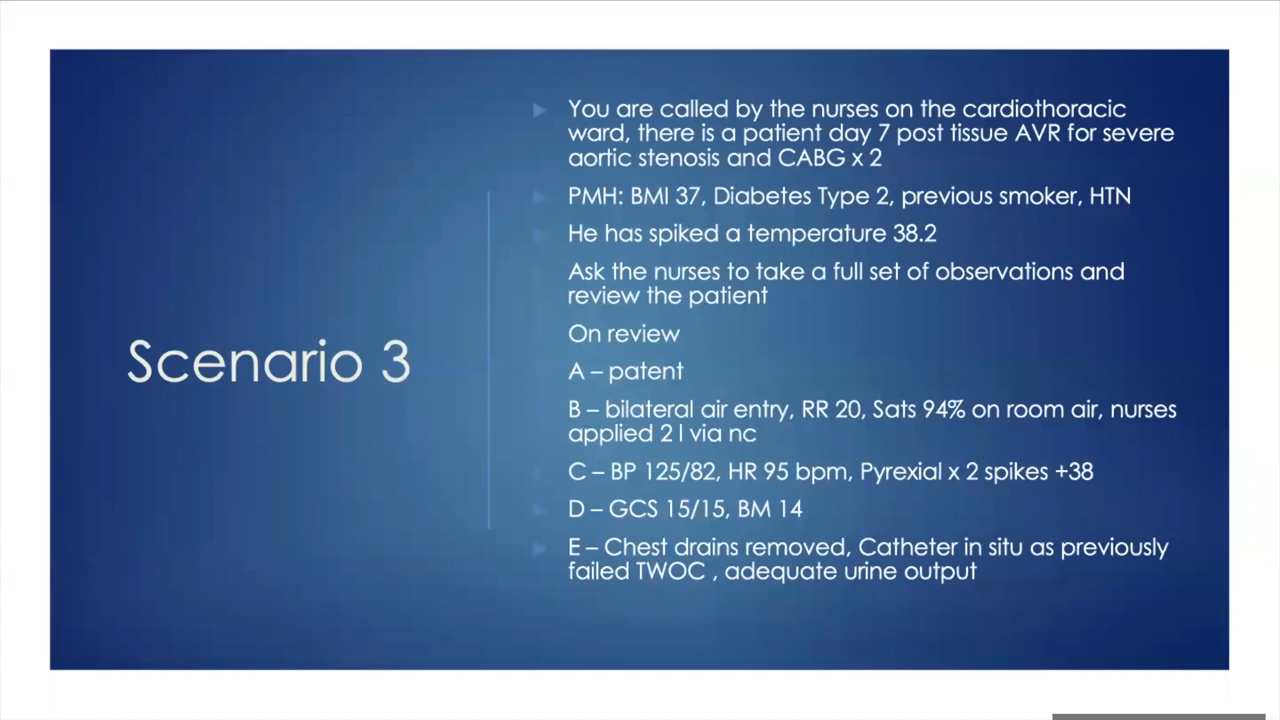 Scenario 3
You are called by the nurses on the cardiothoracic
ward, there is a patient day 7 post tissue AVR for severe
aortic stenosis and CABG x 2
PMH: BMI 37, Diabetes Type 2, previous smoker, HTN
He has spiked a temperature 38.2
Ask the nurses to take a full set of observations and
review the patient
On review
A – patent
B – bilateral air entry, RR 20, Sats 94% on room air, nurses
applied 2 l via nc
C – BP 125/82, HR 95 bpm, Pyrexial x 2 spikes +38
D – GCS 15/15, BM 14
E – Chest drains removed, Catheter in situ as previously
failed TWOC , adequate urine output